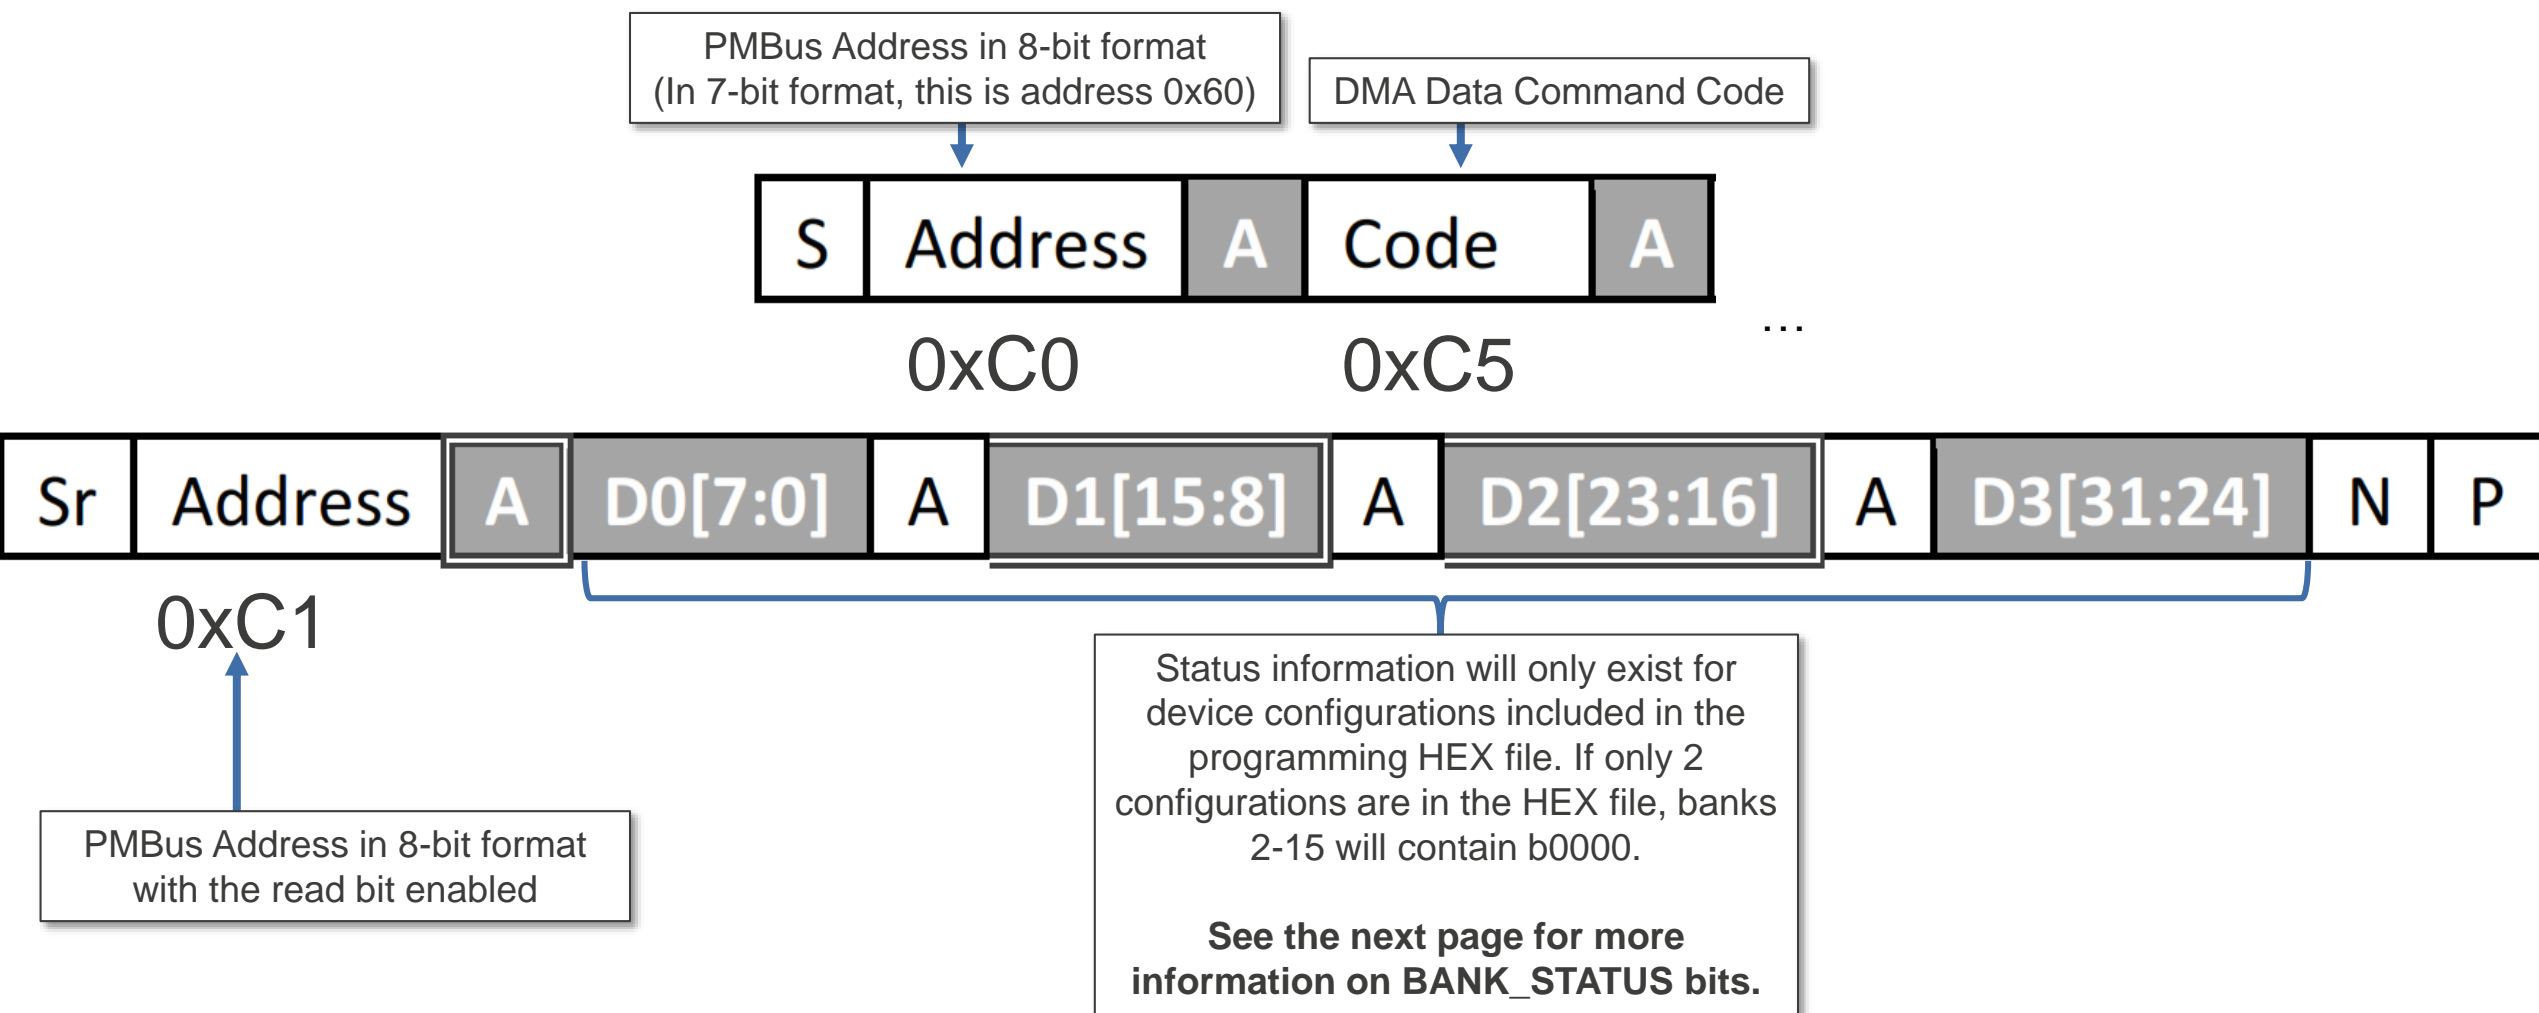 PMBus Address in 8-bit format
(In 7-bit format, this is address 0x60)
DMA Data Command Code
S Address A Code A
0xC0 0xC5 ...
Sr Address A D0[7:0] A D1[15:8] A D2[23:16] A D3[31:24] N P
0xC1
PMBus Address in 8-bit format
with the read bit enabled
Status information will only exist for
device configurations included in the
programming HEX file. If only 2
configurations are in the HEX file, banks
2-15 will contain b0000.
See the next page for more
information on BANK_STATUS bits.